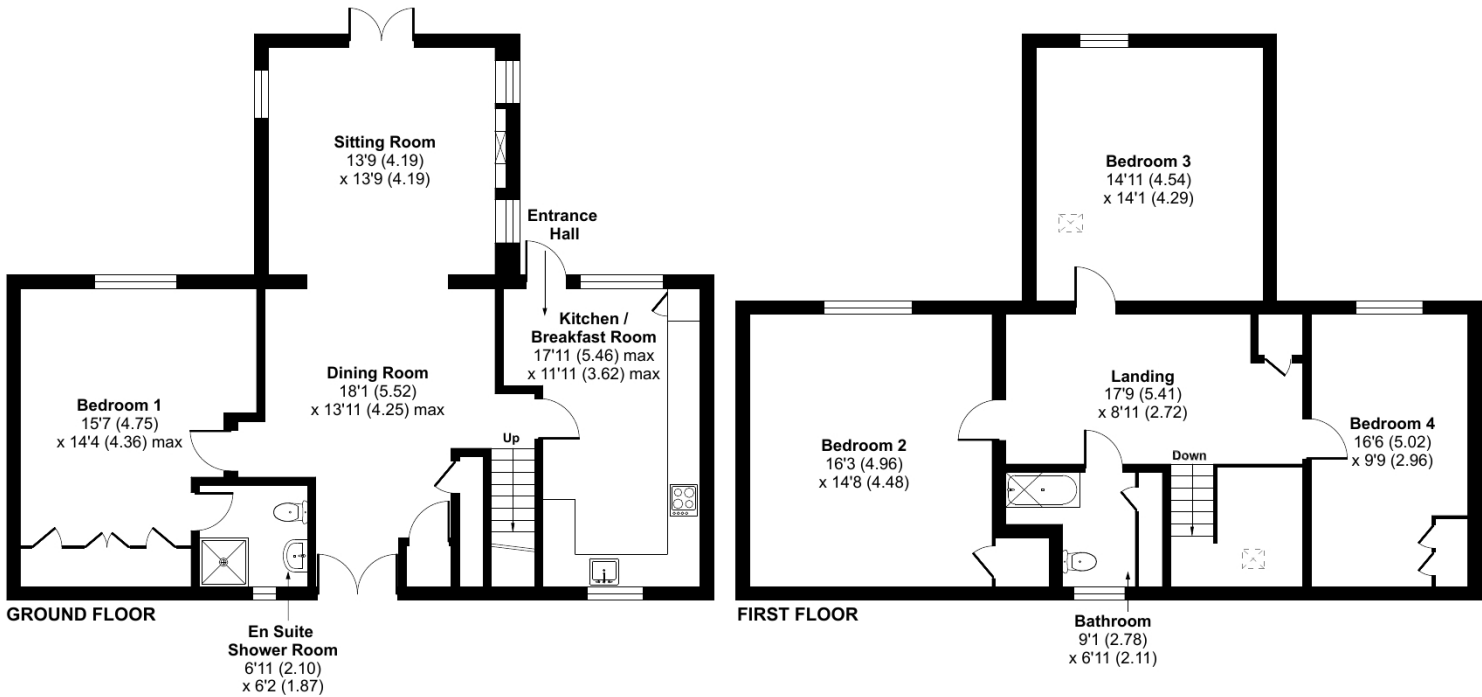 Sitting Room
13'9 (4.19)
x 13'9 (4.19)
Entrance
Hall
Kitchen /
Breakfast Room
17'11 (5.46) max
x 11'11 (3.62) max
Dining Room
18'1 (5.52)
x 13'11 (4.25) max
Bedroom 1
15'7 (4.75)
x 14'4 (4.36) max
Up
GROUND FLOOR
En Suite
Shower Room
6'11 (2.10)
x 6'2 (1.87)
Bedroom 3
14'11 (4.54)
x 14'1 (4.29)
Landing
17'9 (5.41)
x 8'11 (2.72)
Bedroom 2
16'3 (4.96)
x 14'8 (4.48)
Bedroom 4
16'6 (5.02)
x 9'9 (2.96)
Down
FIRST FLOOR
Bathroom
9'1 (2.78)
x 6'11 (2.11)